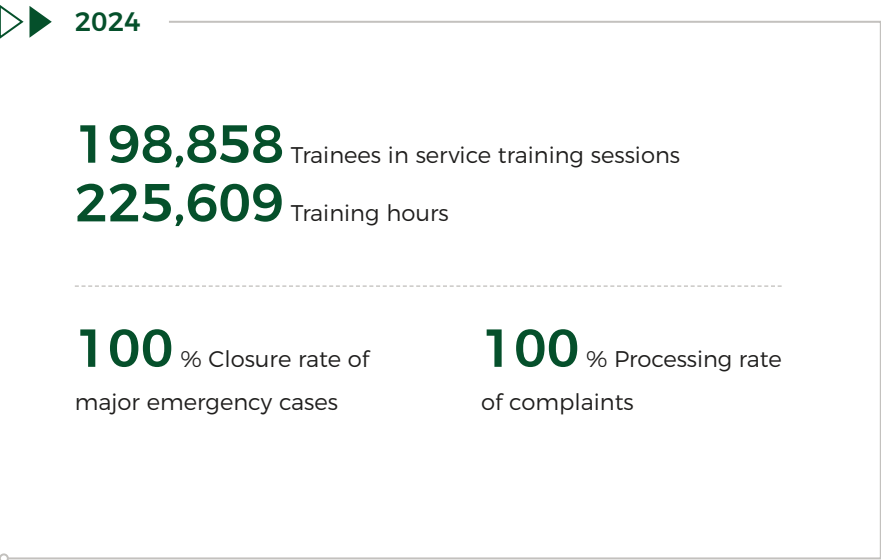 2024
198,858 Trainees in service training sessions
225,609 Training hours
100 % Closure rate of
major emergency cases
100 % Processing rate
of complaints